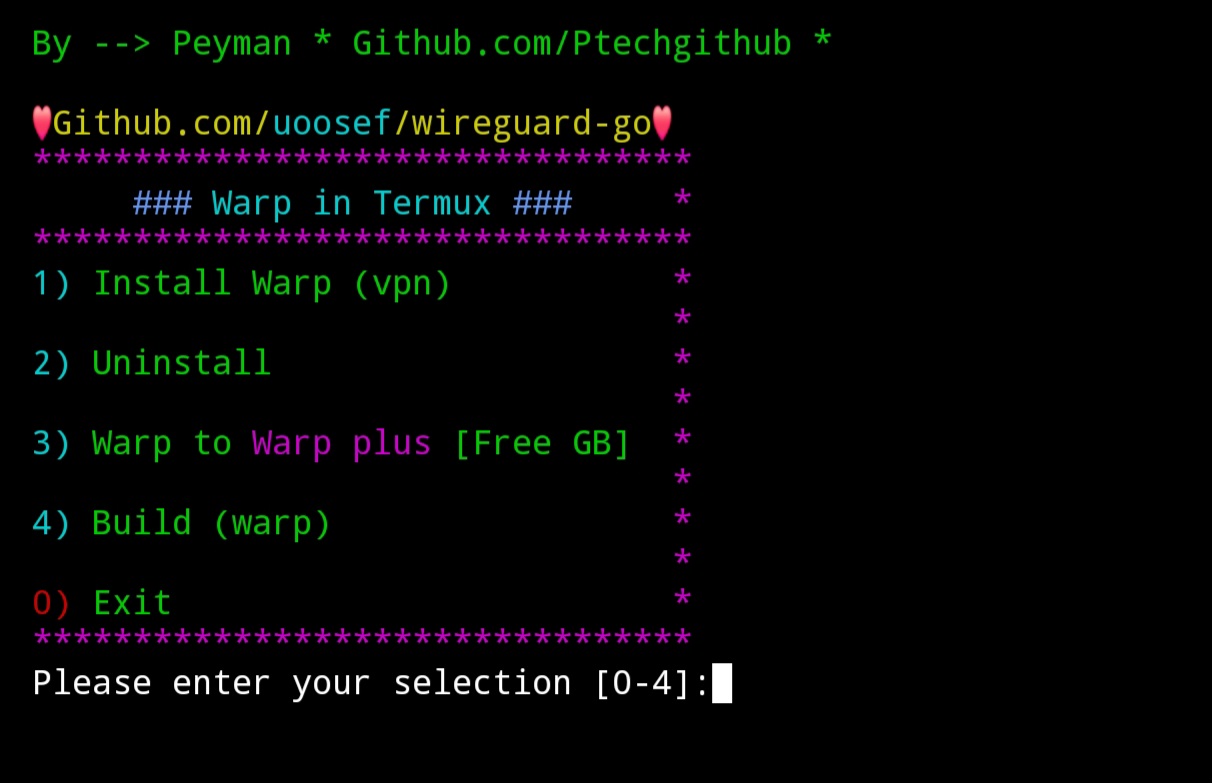 By --> Peyman * Github.com/Ptechgithub *
♥Github.com/uoosef/wireguard-go♥
*********************************
### Warp in Termux ### *
*********************************
1) Install Warp (vpn) *
*
2) Uninstall *
*
3) Warp to Warp plus [Free GB] *
*
4) Build (warp) *
*
0) Exit *
*********************************
Please enter your selection [0-4]: